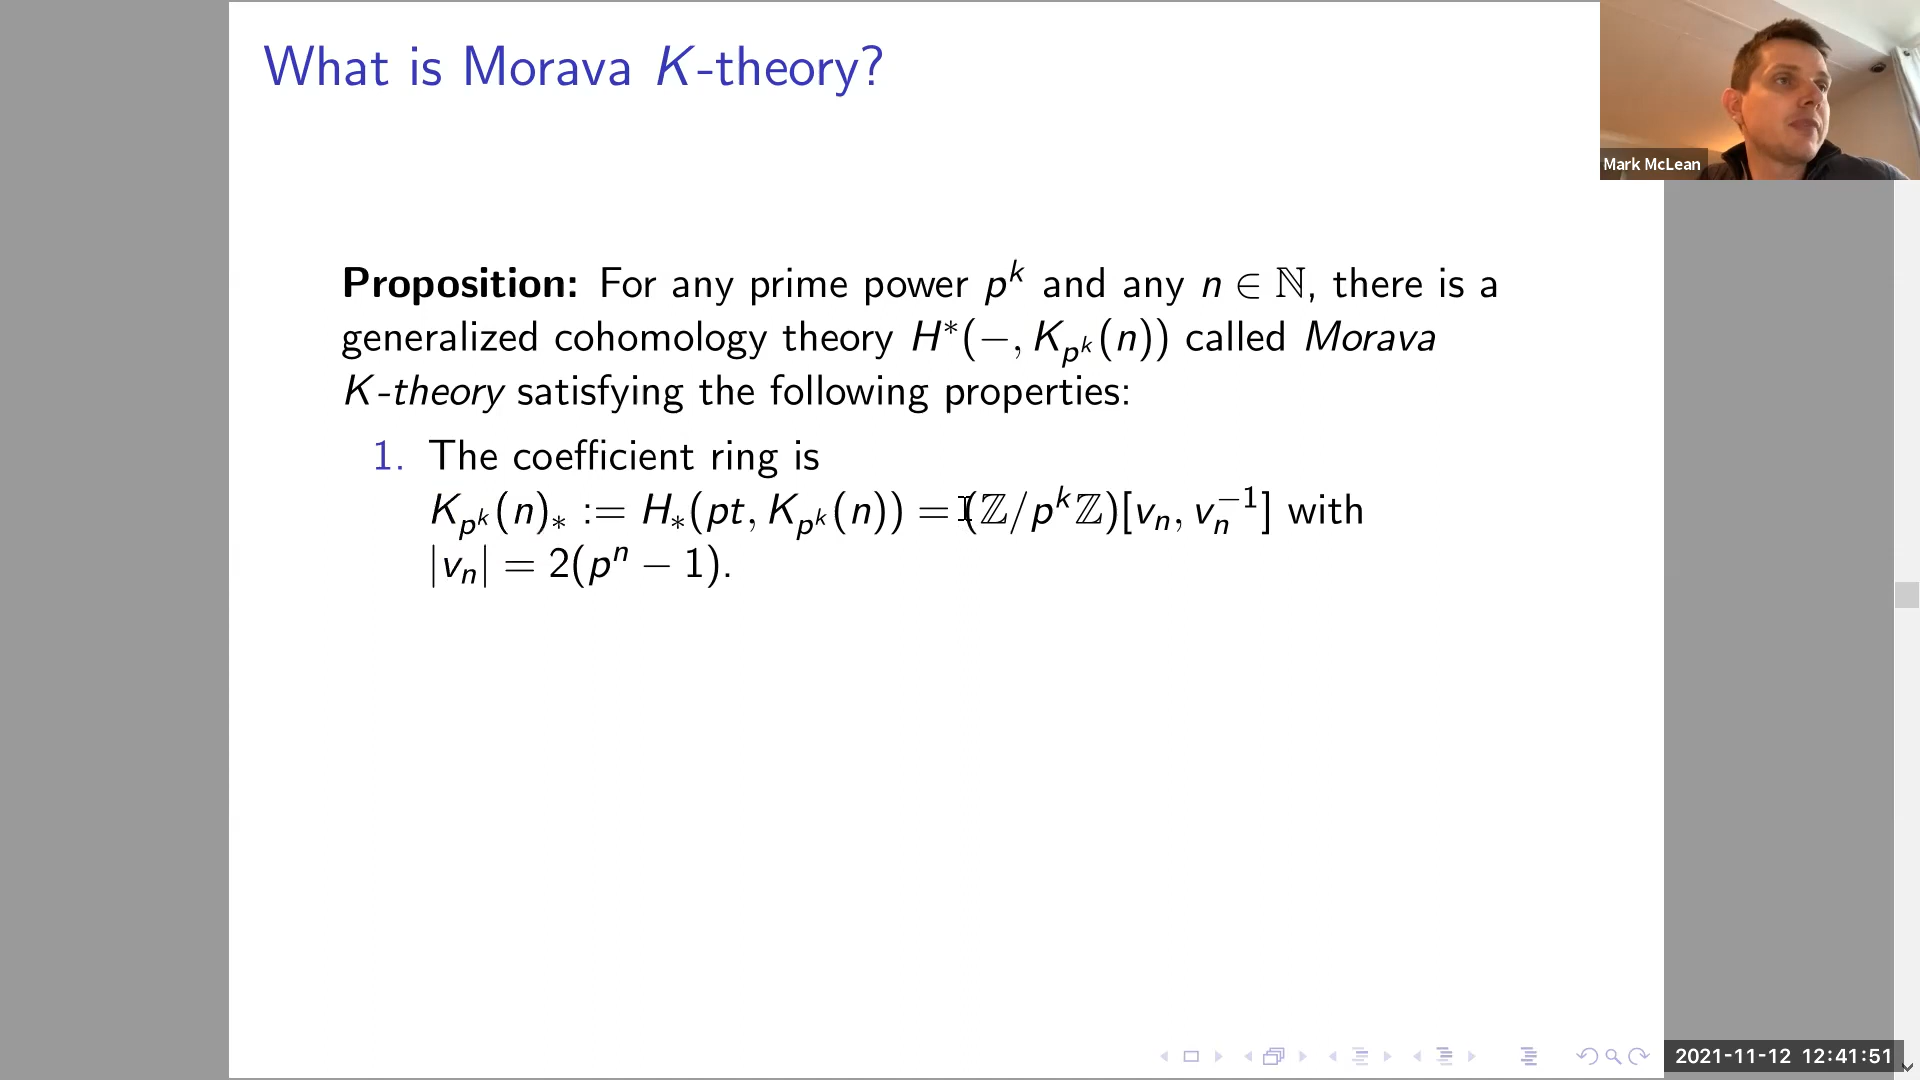 What is Morava K-theory?
Mark McLean
Proposition: For any prime power p^k and any n ∈ ℕ, there is a
generalized cohomology theory H^*(−, K_{p^k}(n)) called Morava
K-theory satisfying the following properties:
1. The coefficient ring is
K_{p^k}(n)_* := H_*(pt, K_{p^k}(n)) = (ℤ/p^kℤ)[v_n, v_n^{−1}] with
|v_n| = 2(p^n − 1).
2021-11-12 12:41:51